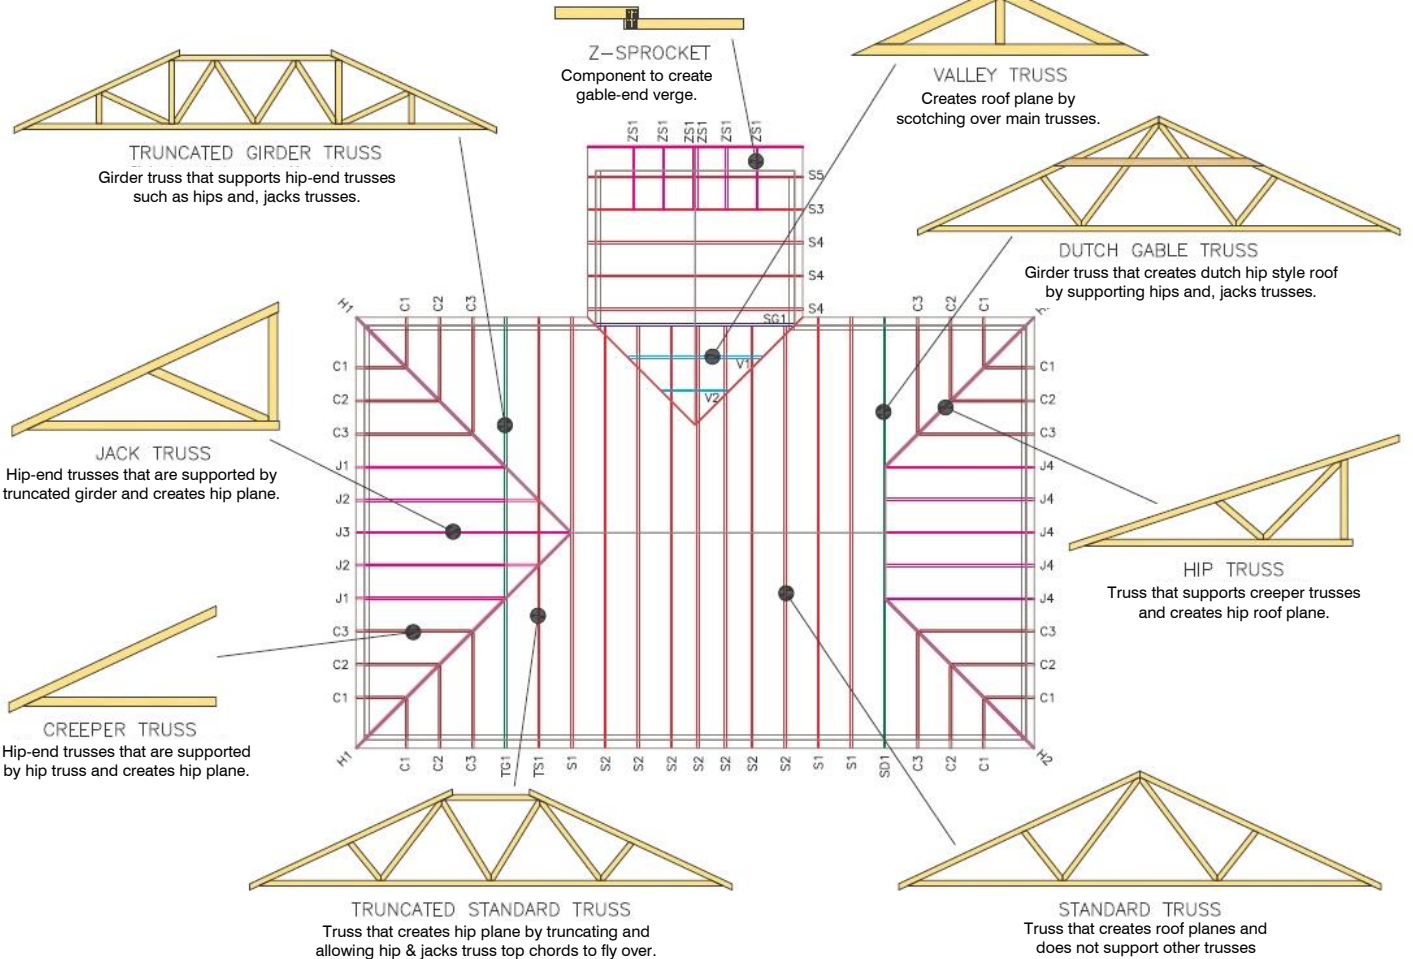 Z-SPROCKET
Component to create
gable-end verge.
VALLEY TRUSS
Creates roof plane by
scotching over main trusses.
TRUNCATED GIRDER TRUSS
Girder truss that supports hip-end trusses
such as hips and, jacks trusses.
ZS1 ZS1 ZS1 ZS1 ZS1 ZS1
S5
S3
S4
S4
S4
SG1
V1
V2
DUTCH GABLE TRUSS
Girder truss that creates dutch hip style roof
by supporting hips and, jacks trusses.
H1 C1 C2 C3
C3 C2 C1
C1
C2
C3
J1
J2
J3
J2
J1
C3
C2
C1
C1
C2
C3
J4
J4
J4
J4
J4
C3
C2
C1
JACK TRUSS
Hip-end trusses that are supported by
truncated girder and creates hip plane.
HIP TRUSS
Truss that supports creeper trusses
and creates hip roof plane.
CREEPER TRUSS
Hip-end trusses that are supported
by hip truss and creates hip plane.
H1 C1 C2 C3 TG1 TS1 S1 S2 S2 S2 S2 S2 S2 S1 S1 SD1 C3 C2 C1 H2
TRUNCATED STANDARD TRUSS
Truss that creates hip plane by truncating and
allowing hip & jacks truss top chords to fly over.
STANDARD TRUSS
Truss that creates roof planes and
does not support other trusses